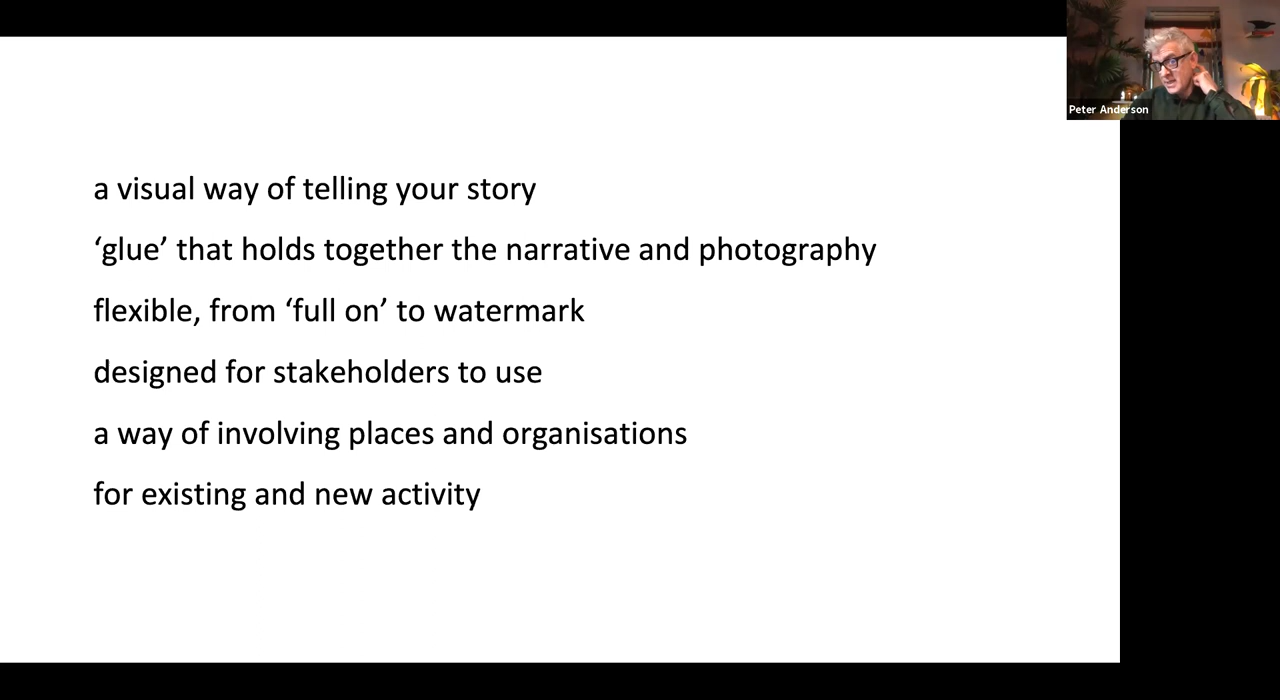 a visual way of telling your story
‘glue’ that holds together the narrative and photography
flexible, from ‘full on’ to watermark
designed for stakeholders to use
a way of involving places and organisations
for existing and new activity
Peter Anderson